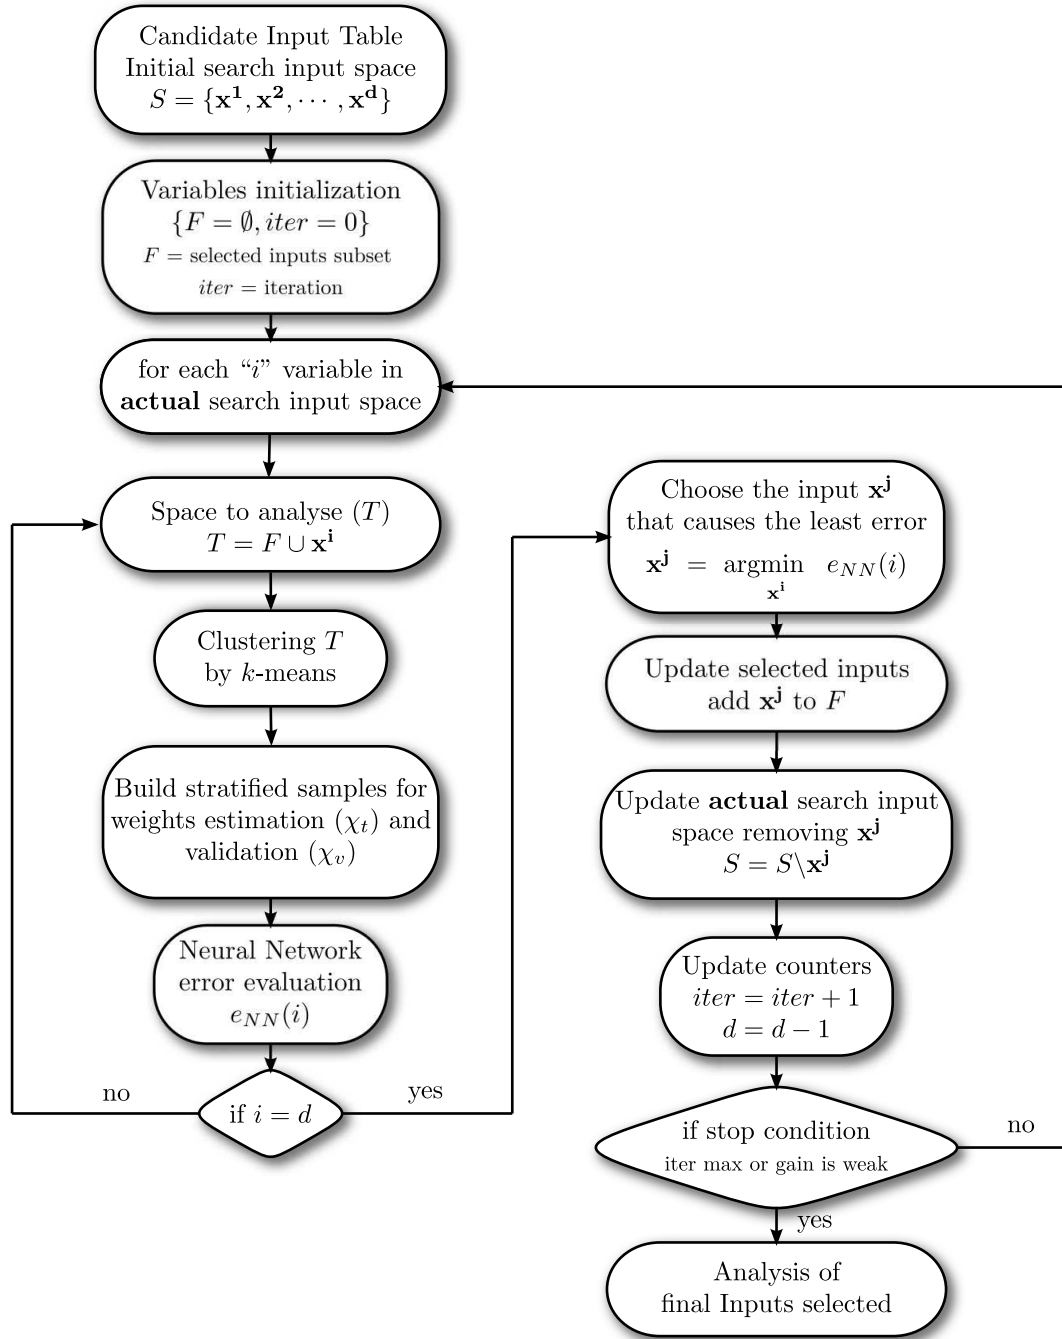 Candidate Input Table
Initial search input space
S = {x¹, x², ⋯ , xᵈ}
Variables initialization
{F = ∅, iter = 0}
F = selected inputs subset
iter = iteration
for each “i” variable in
actual search input space
Space to analyse (T)
T = F ∪ xⁱ
Clustering T
by k-means
Build stratified samples for
weights estimation (χₜ) and
validation (χᵥ)
Neural Network
error evaluation
e_{NN}(i)
no
if i = d
yes
Choose the input xʲ
that causes the least error
xʲ = argmin e_{NN}(i)
xⁱ
Update selected inputs
add xʲ to F
Update actual search input
space removing xʲ
S = S\xʲ
Update counters
iter = iter + 1
d = d − 1
if stop condition
iter max or gain is weak
no
yes
Analysis of
final Inputs selected